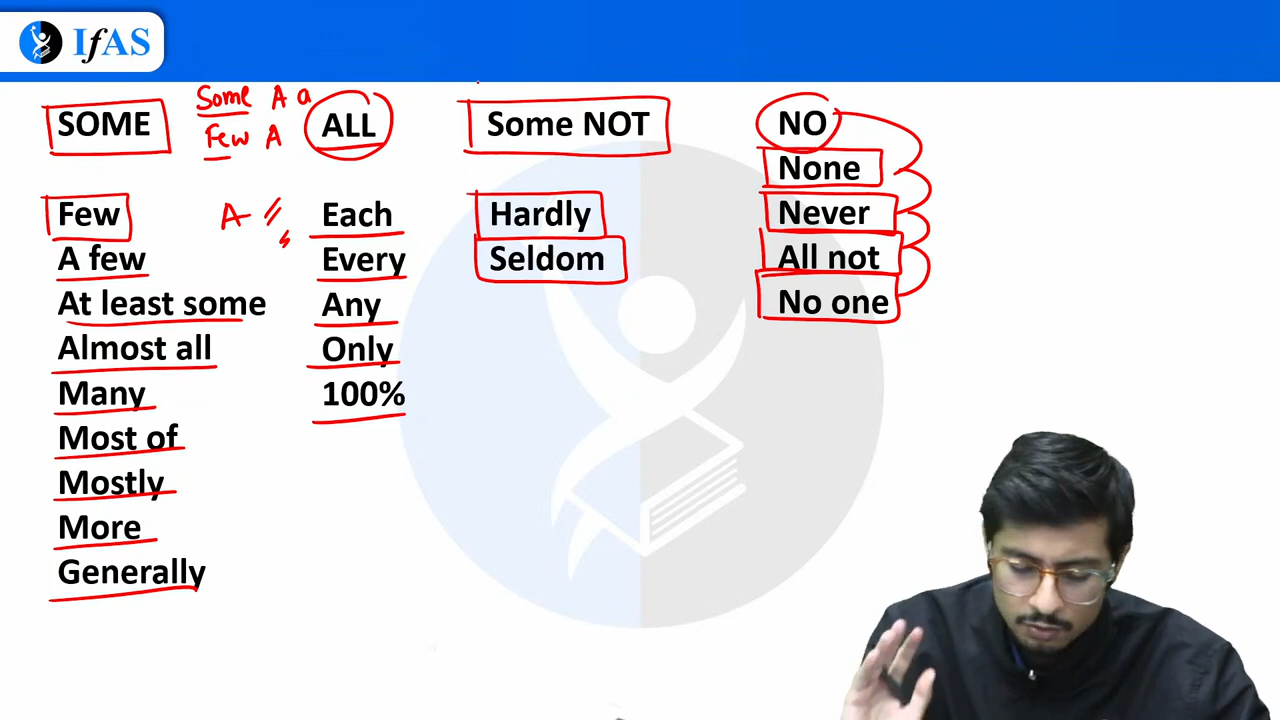 IfAS
Some A a
Few A
SOME
ALL
Some NOT
NO
None
Few
A
Each
Hardly
Never
A few
Every
Seldom
All not
At least some
Any
No one
Almost all
Only
Many
100%
Most of
Mostly
More
Generally